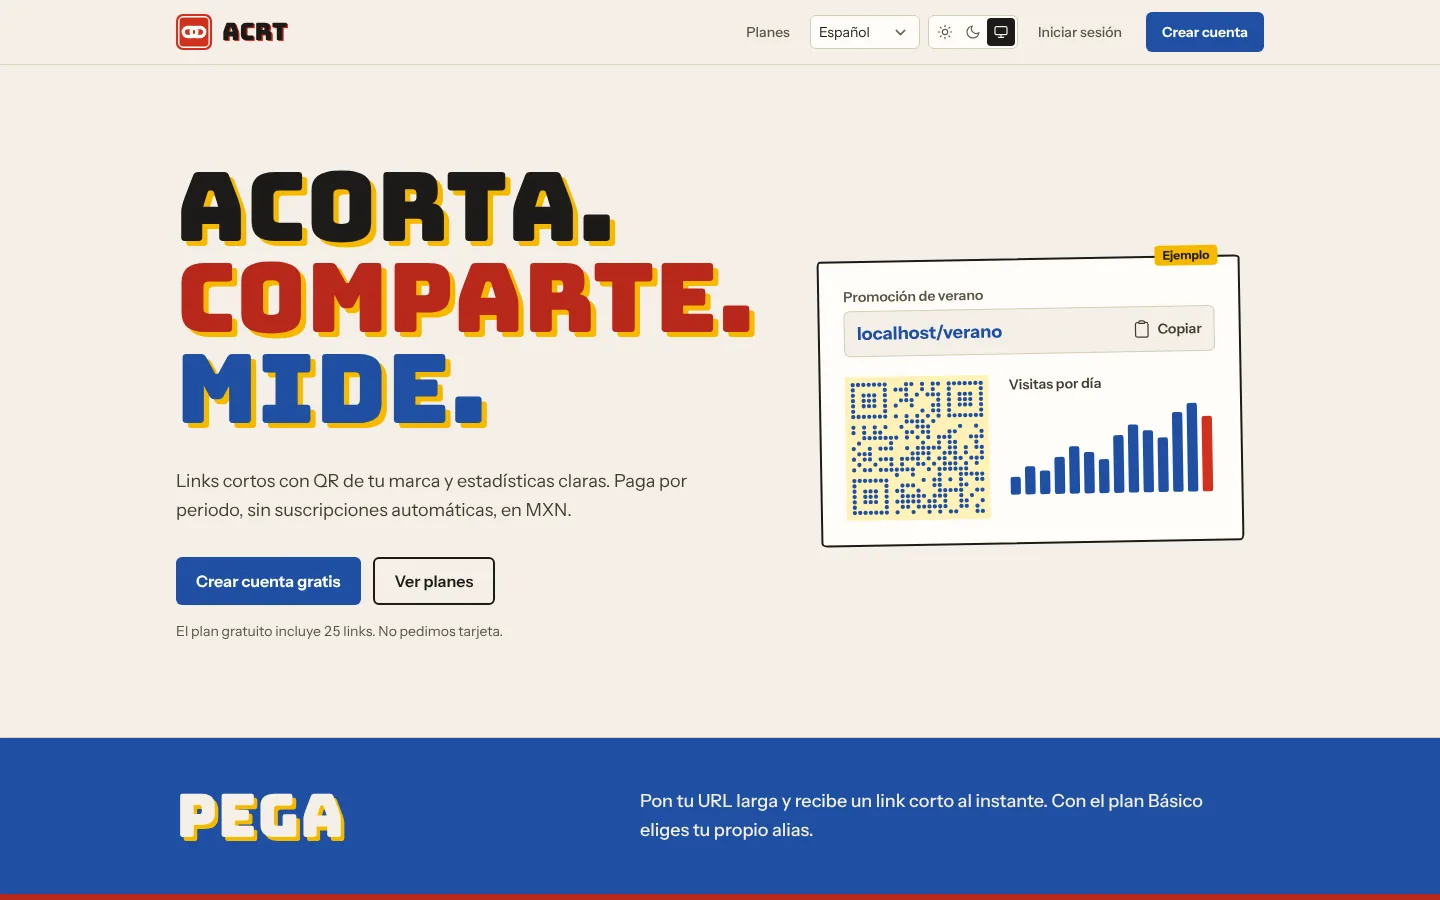 ACRT
Planes
Español
Iniciar sesión
Crear cuenta
ACORTA.
COMPARTE.
MIDE.
Links cortos con QR de tu marca y estadísticas claras. Paga por
periodo, sin suscripciones automáticas, en MXN.
Crear cuenta gratis
Ver planes
El plan gratuito incluye 25 links. No pedimos tarjeta.
Ejemplo
Promoción de verano
localhost/verano
Copiar
Visitas por día
PEGA
Pon tu URL larga y recibe un link corto al instante. Con el plan Básico
eliges tu propio alias.